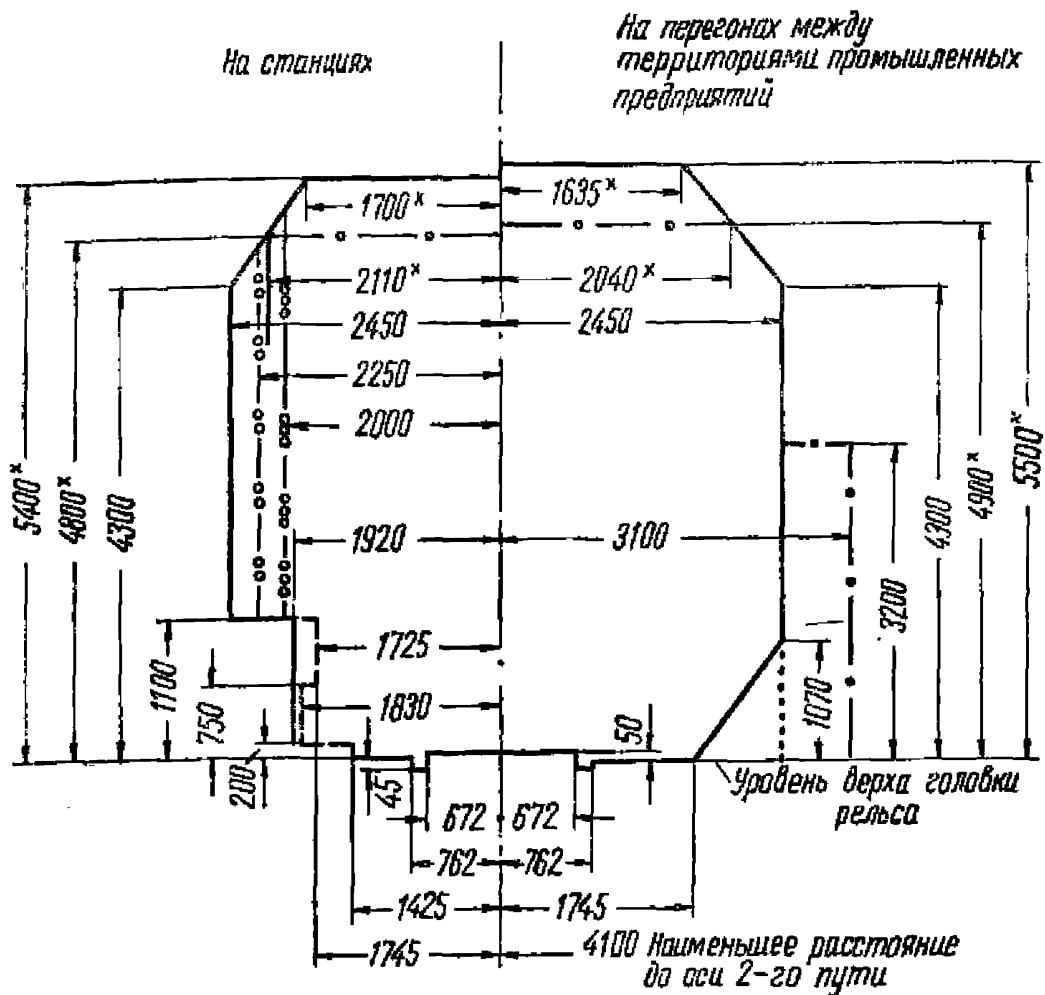 На станциях
На перегонах между
территориями промышленных
предприятий
1700ˣ
1635ˣ
2110ˣ
2040ˣ
2450
2450
2250
2000
5400ˣ
4800ˣ
4300
4300
4900ˣ
5500ˣ
1920
3100
3200
1725
1100
750
1830
1070
200
45
50
Уровень верха головки
рельса
672
672
762
762
1425
1745
1745
4100 Наименьшее расстояние
до оси 2-го пути